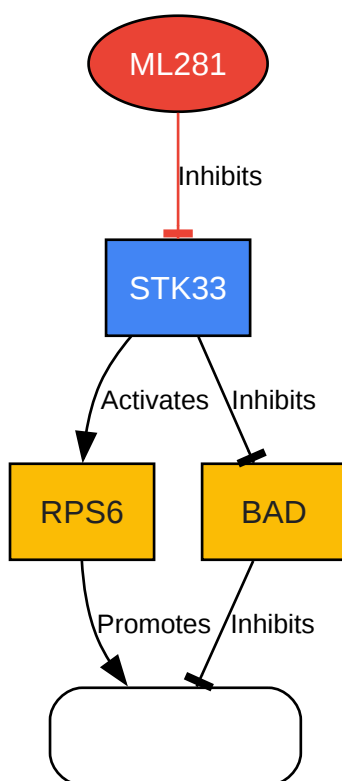 ML281
Inhibits
STK33
Activates
Inhibits
RPS6
BAD
Promotes
Inhibits